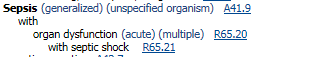 Sepsis (generalized) (unspecified organism) A41.9
with
organ dysfunction (acute) (multiple) R65.20
with septic shock R65.21